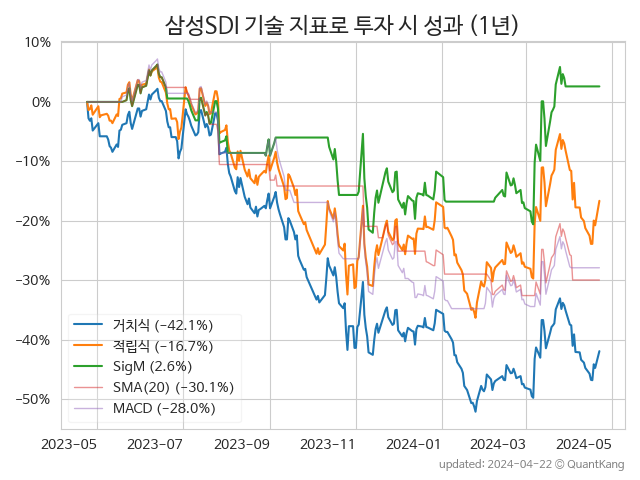 삼성SDI 기술 지표로 투자 시 성과 (1년)
10%
0%
−10%
−20%
−30%
−40%
−50%
거치식 (−42.1%)
적립식 (−16.7%)
SigM (2.6%)
SMA(20) (−30.1%)
MACD (−28.0%)
2023-05 2023-07 2023-09 2023-11 2024-01 2024-03 2024-05
updated: 2024-04-22 © QuantKang